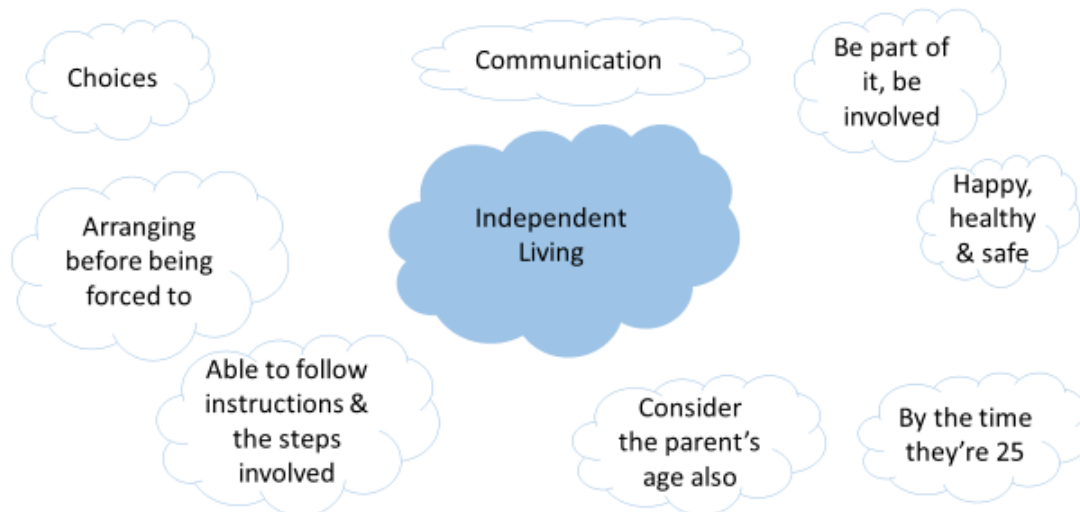 Choices
Communication
Be part of
it, be
involved
Happy,
healthy
& safe
Independent
Living
Arranging
before being
forced to
Able to follow
instructions &
the steps
involved
Consider
the parent's
age also
By the time
they're 25